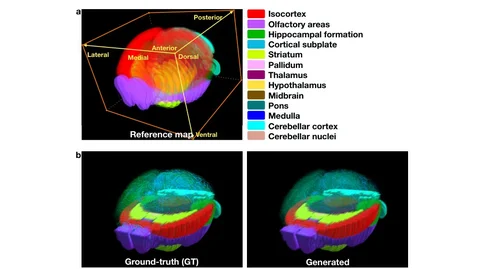 a
Posterior
Anterior
Lateral
Medial
Dorsal
Ventral
Reference map
Isocortex
Olfactory areas
Hippocampal formation
Cortical subplate
Striatum
Pallidum
Thalamus
Hypothalamus
Midbrain
Pons
Medulla
Cerebellar cortex
Cerebellar nuclei
b
Ground-truth (GT)
Generated